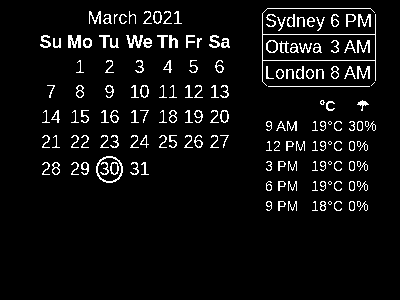 March 2021
Su Mo Tu We Th Fr Sa
1 2 3 4 5 6
7 8 9 10 11 12 13
14 15 16 17 18 19 20
21 22 23 24 25 26 27
28 29 30 31
Sydney 6 PM
Ottawa 3 AM
London 8 AM
°C ☂
9 AM 19°C 30%
12 PM 19°C 0%
3 PM 19°C 0%
6 PM 19°C 0%
9 PM 18°C 0%